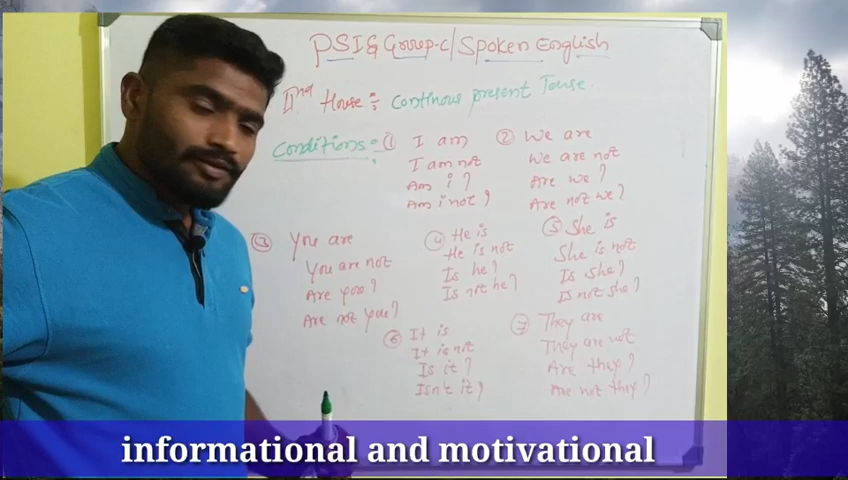 PSI & Group-C/Spoken English
IInd House : Continous present Tense.
Conditions :
① I am
I am not
Am i ?
Am i not ?
② We are
We are not
Are we ?
Are not we ?
③ You are
You are not
Are you ?
Are not you ?
④ He is
He is not
Is he ?
Is not he ?
⑤ She is
She is not
Is she ?
Is not she ?
⑥ It is
It is not
Is it ?
Isn't it ?
⑦ They are
They are not
Are they ?
Are not they ?
informational and motivational